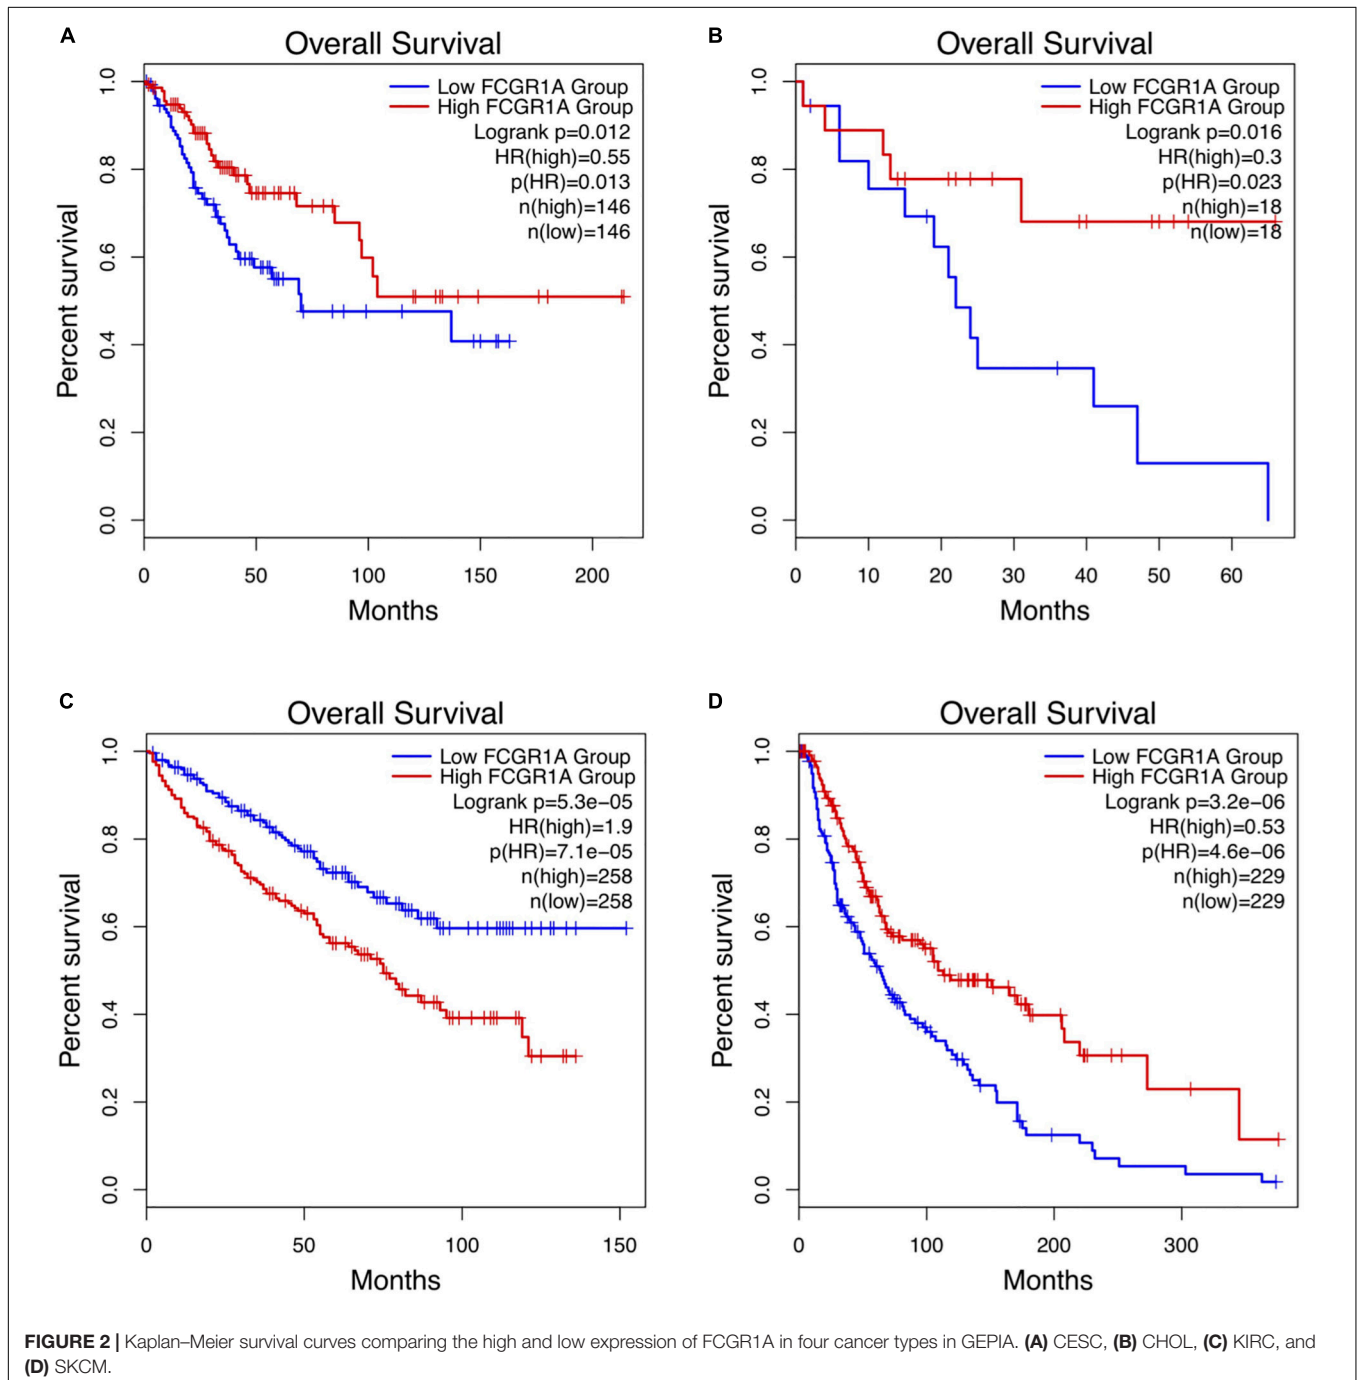 A
Overall Survival
Low FCGR1A Group
High FCGR1A Group
Logrank p=0.012
HR(high)=0.55
p(HR)=0.013
n(high)=146
n(low)=146
Percent survival
1.0
0.8
0.6
0.4
0.2
0.0
0 50 100 150 200
Months
B
Overall Survival
Low FCGR1A Group
High FCGR1A Group
Logrank p=0.016
HR(high)=0.3
p(HR)=0.023
n(high)=18
n(low)=18
Percent survival
1.0
0.8
0.6
0.4
0.2
0.0
0 10 20 30 40 50 60
Months
C
Overall Survival
Low FCGR1A Group
High FCGR1A Group
Logrank p=5.3e−05
HR(high)=1.9
p(HR)=7.1e−05
n(high)=258
n(low)=258
Percent survival
1.0
0.8
0.6
0.4
0.2
0.0
0 50 100 150
Months
D
Overall Survival
Low FCGR1A Group
High FCGR1A Group
Logrank p=3.2e−06
HR(high)=0.53
p(HR)=4.6e−06
n(high)=229
n(low)=229
Percent survival
1.0
0.8
0.6
0.4
0.2
0.0
0 100 200 300
Months
FIGURE 2 | Kaplan–Meier survival curves comparing the high and low expression of FCGR1A in four cancer types in GEPIA. (A) CESC, (B) CHOL, (C) KIRC, and
(D) SKCM.